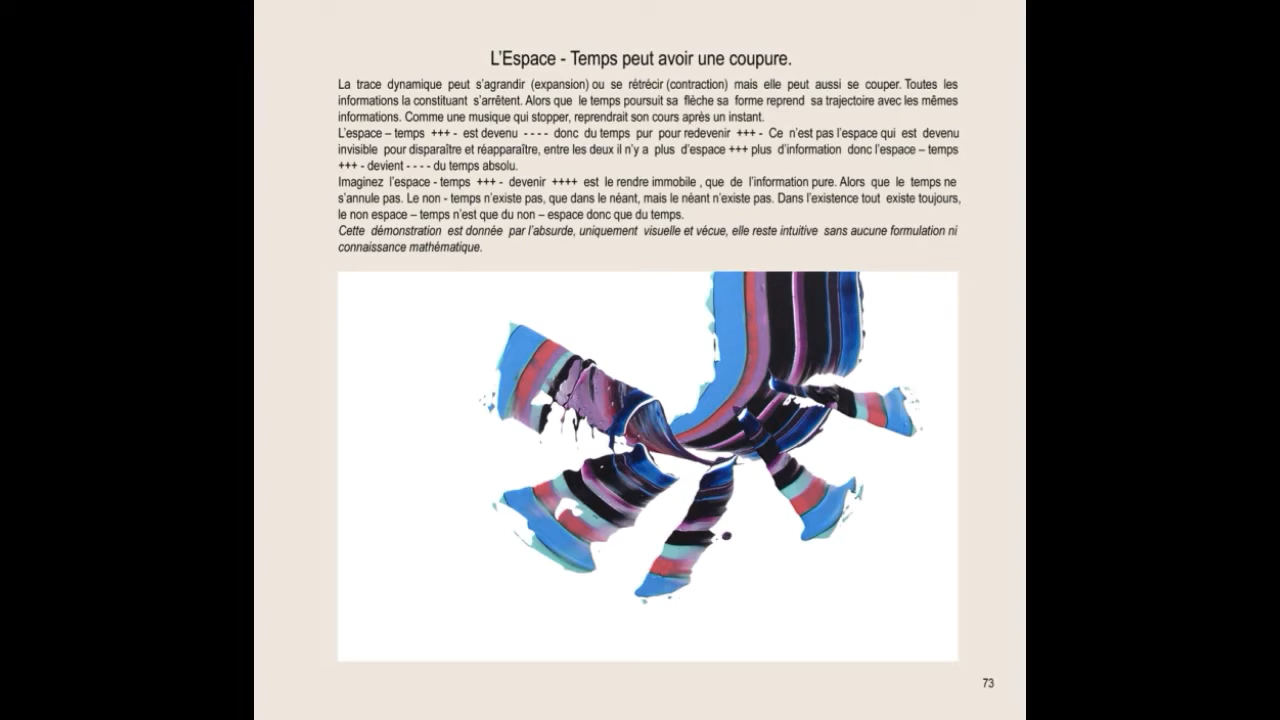 L'Espace - Temps peut avoir une coupure.
La trace dynamique peut s'agrandir (expansion) ou se rétrécir (contraction) mais elle peut aussi se couper. Toutes les
informations la constituant s'arrêtent. Alors que le temps poursuit sa flèche sa forme reprend sa trajectoire avec les mêmes
informations. Comme une musique qui stopper, reprendrait son cours après un instant.
L'espace – temps +++ - est devenu - - - - donc du temps pur pour redevenir +++ - Ce n'est pas l'espace qui est devenu
invisible pour disparaître et réapparaître, entre les deux il n'y a plus d'espace +++ plus d'information donc l'espace – temps
+++ - devient - - - - du temps absolu.
Imaginez l'espace - temps +++ - devenir ++++ est le rendre immobile , que de l'information pure. Alors que le temps ne
s'annule pas. Le non - temps n'existe pas, que dans le néant, mais le néant n'existe pas. Dans l'existence tout existe toujours,
le non espace – temps n'est que du non – espace donc que du temps.
Cette démonstration est donnée par l'absurde, uniquement visuelle et vécue, elle reste intuitive sans aucune formulation ni
connaissance mathématique.
73